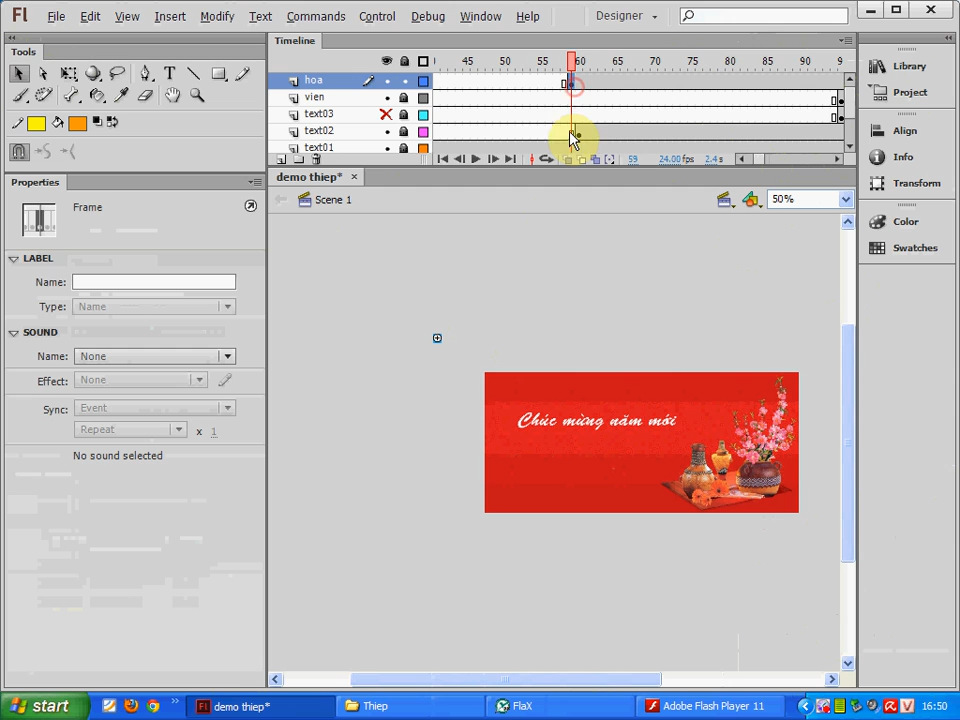 Fl File Edit View Insert Modify Text Commands Control Debug Window Help Designer
Tools
Timeline
45 50 55 60 65 70 75 80 85 90 9
hoa
vien
text03
text02
text01
59 24.00 fps 2.4 s
Properties
demo thiep* ×
Scene 1
50%
Frame
LABEL
Name:
Type: Name
SOUND
Name: None
Effect: None
Sync: Event
Repeat x 1
No sound selected
Chúc mừng năm mới
Library
Project
Align
Info
Transform
Color
Swatches
start
demo thiep*
Thiep
FlaX
Adobe Flash Player 11
16:50